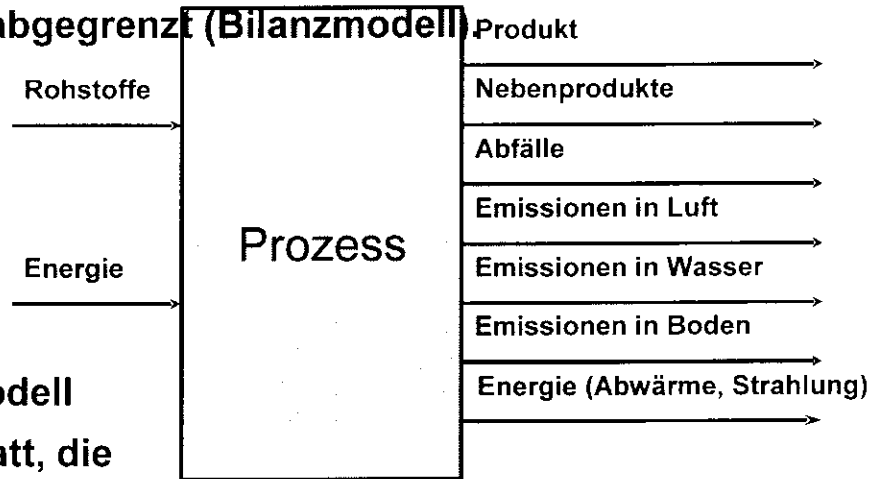 abgegrenzt (Bilanzmodell).
Produkt
Rohstoffe
Nebenprodukte
Abfälle
Emissionen in Luft
Prozess
Energie
Emissionen in Wasser
Emissionen in Boden
Energie (Abwärme, Strahlung)
odell
att, die